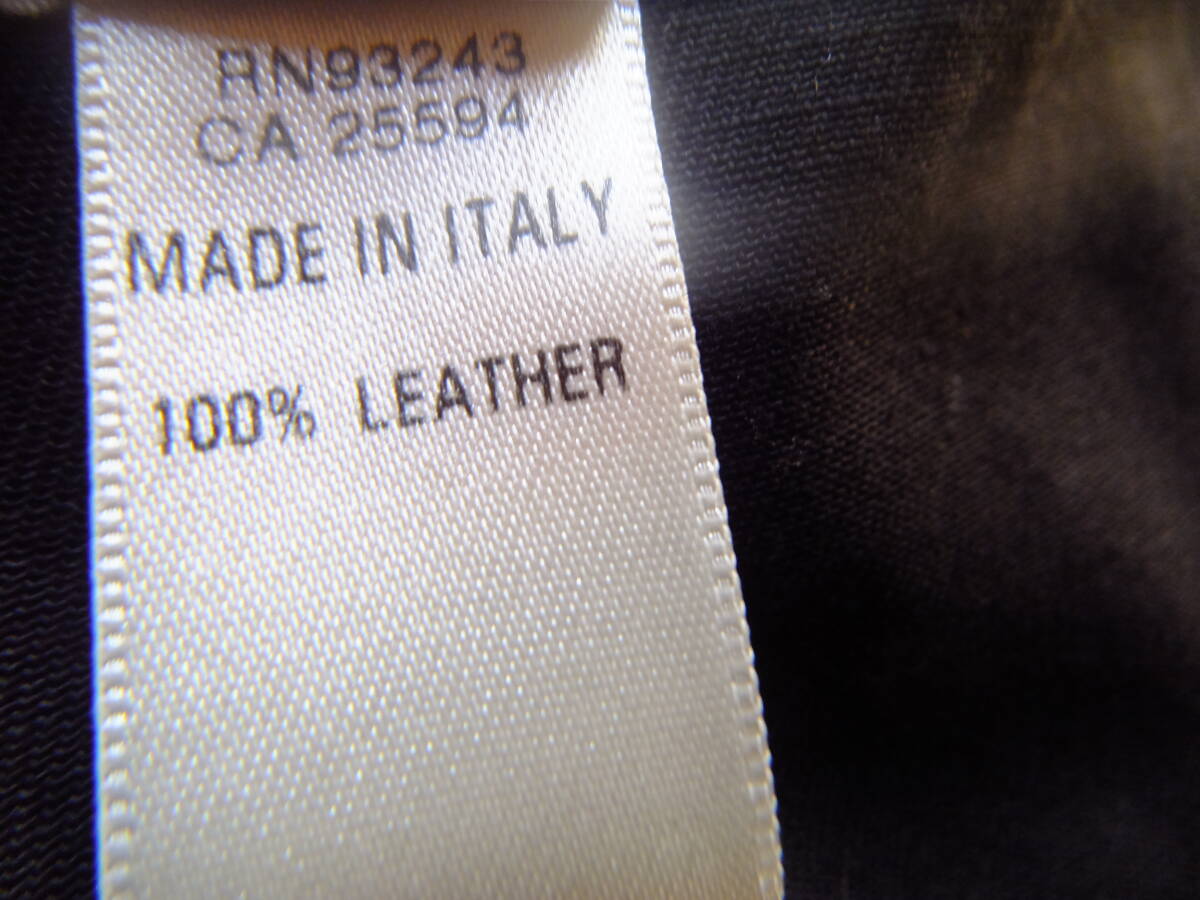 RN93243
CA 25594
MADE IN ITALY
100% LEATHER